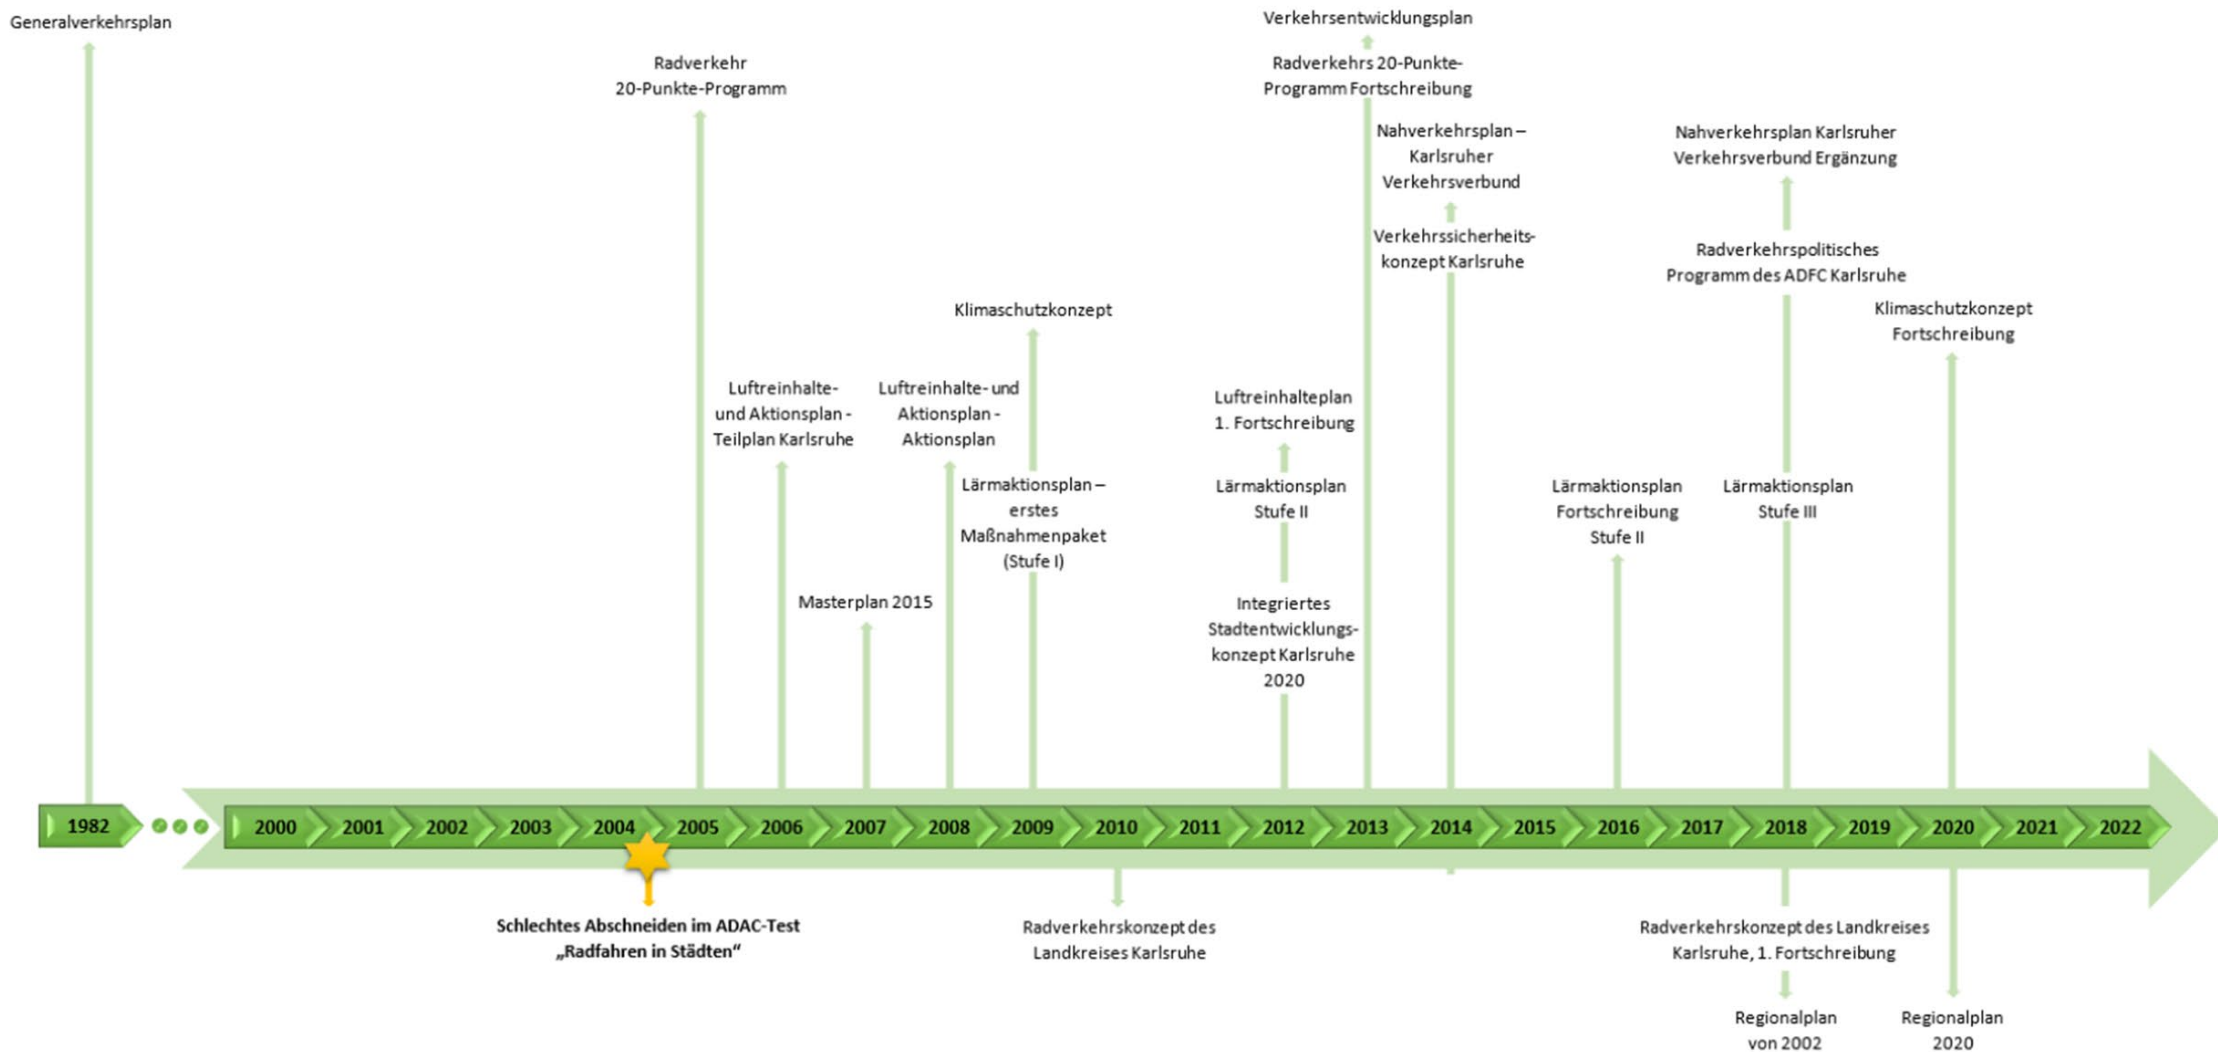 Generalverkehrsplan
Radverkehr
20-Punkte-Programm
Luftreinhalte-
und Aktionsplan -
Teilplan Karlsruhe
Masterplan 2015
Luftreinhalte- und
Aktionsplan -
Aktionsplan
Klimaschutzkonzept
Lärmaktionsplan –
erstes
Maßnahmenpaket
(Stufe I)
Luftreinhalteplan
1. Fortschreibung
Lärmaktionsplan
Stufe II
Integriertes
Stadtentwicklungs-
konzept Karlsruhe
2020
Verkehrsentwicklungsplan
Radverkehrs 20-Punkte-
Programm Fortschreibung
Nahverkehrsplan –
Karlsruher
Verkehrsverbund
Verkehrssicherheits-
konzept Karlsruhe
Lärmaktionsplan
Fortschreibung
Stufe II
Nahverkehrsplan Karlsruher
Verkehrsverbund Ergänzung
Radverkehrspolitisches
Programm des ADFC Karlsruhe
Lärmaktionsplan
Stufe III
Klimaschutzkonzept
Fortschreibung
1982 2000 2001 2002 2003 2004 2005 2006 2007 2008 2009 2010 2011 2012 2013 2014 2015 2016 2017 2018 2019 2020 2021 2022
Schlechtes Abschneiden im ADAC-Test
„Radfahren in Städten“
Radverkehrskonzept des
Landkreises Karlsruhe
Radverkehrskonzept des Landkreises
Karlsruhe, 1. Fortschreibung
Regionalplan
von 2002
Regionalplan
2020